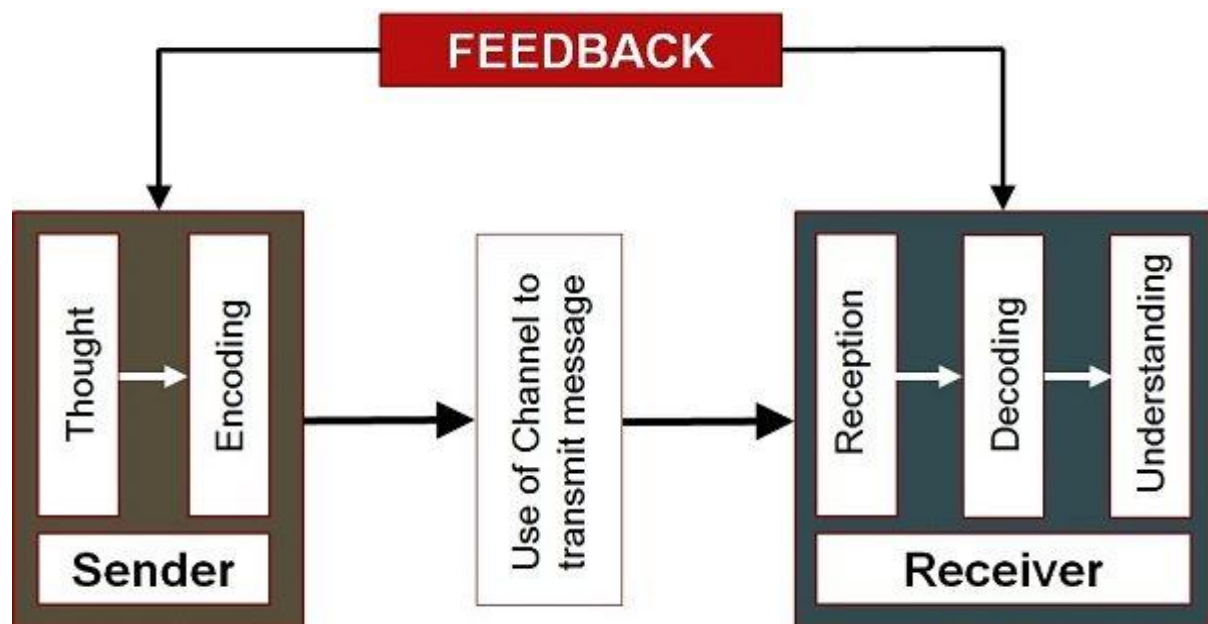 FEEDBACK
Thought
Encoding
Sender
Use of Channel to
transmit message
Reception
Decoding
Understanding
Receiver